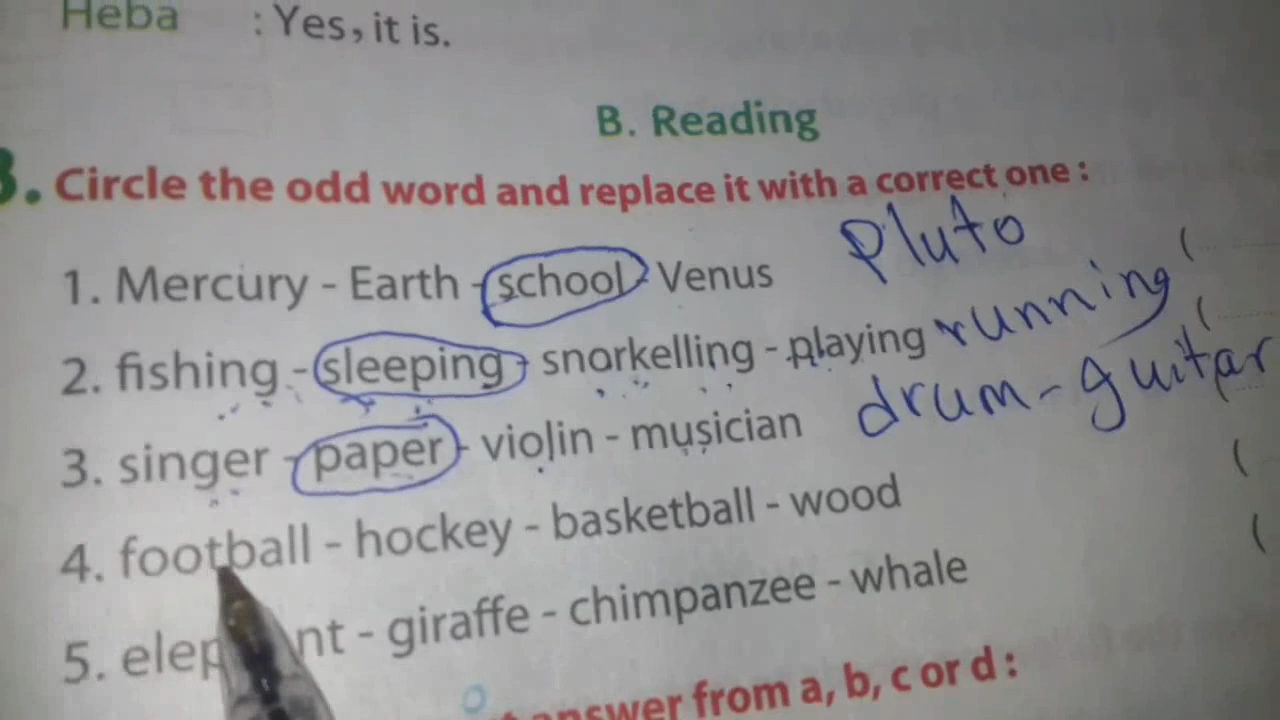 Heba : Yes, it is.
B. Reading
3. Circle the odd word and replace it with a correct one :
1. Mercury - Earth - school - Venus Pluto (
2. fishing - sleeping - snorkelling - playing running (
3. singer - paper - violin - musician drum - guitar
4. football - hockey - basketball - wood (
5. elep nt - giraffe - chimpanzee - whale (
answer from a, b, c or d :